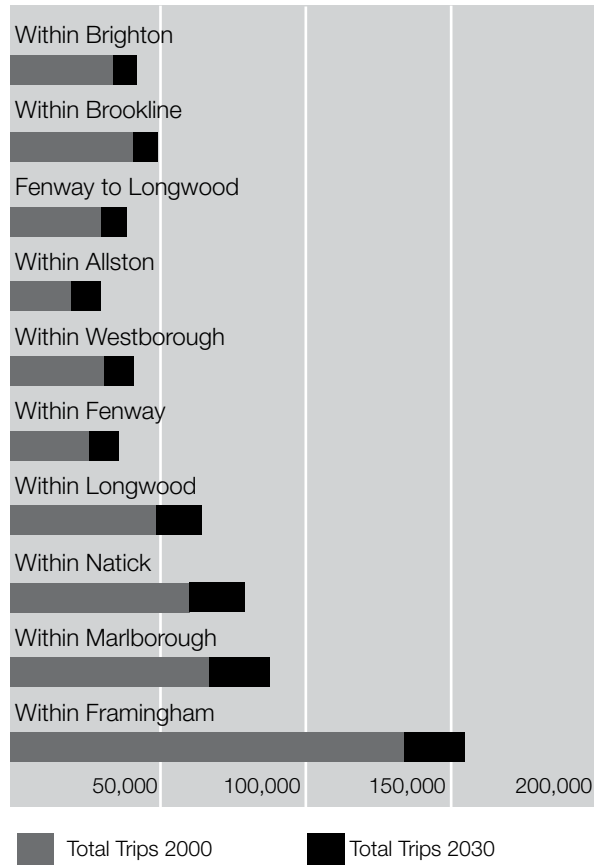 Within Brighton
Within Brookline
Fenway to Longwood
Within Allston
Within Westborough
Within Fenway
Within Longwood
Within Natick
Within Marlborough
Within Framingham
50,000 100,000 150,000 200,000
Total Trips 2000 Total Trips 2030